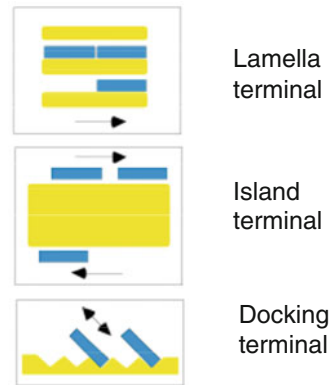 Lamella
terminal
Island
terminal
Docking
terminal